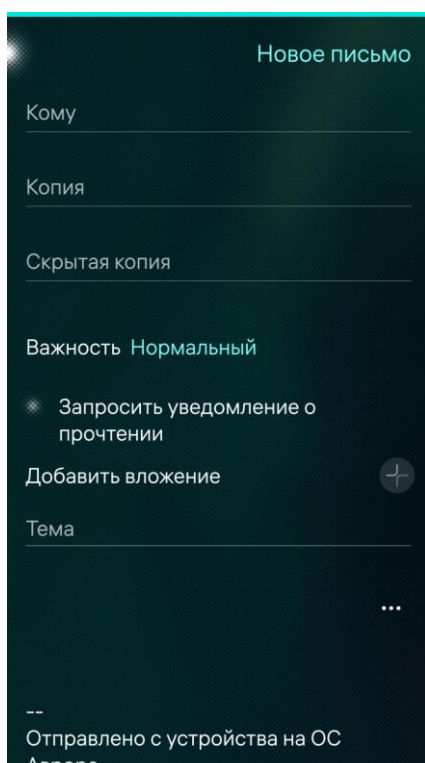 Новое письмо
Кому
Копия
Скрытая копия
Важность Нормальный
Запросить уведомление о
прочтении
Добавить вложение
Тема
...
--
Отправлено с устройства на ОС